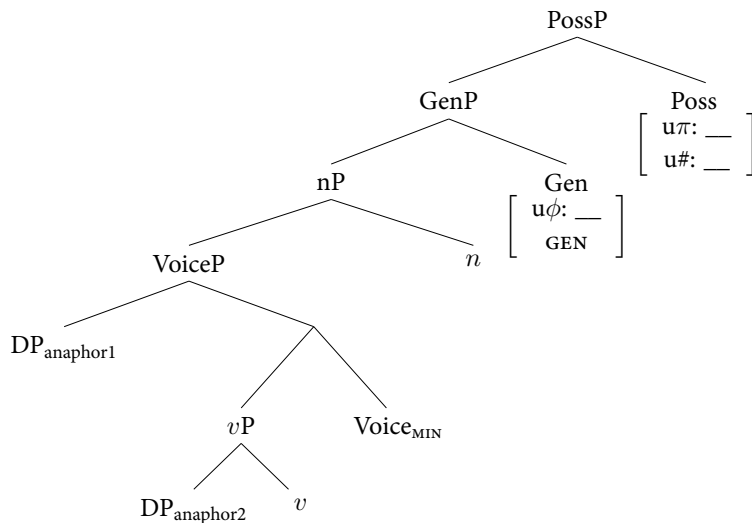 PossP
GenP Poss
uπ: __
u#: __
nP Gen
uϕ: __
GEN
VoiceP n
DPanaphor1
vP VoiceMIN
DPanaphor2 v